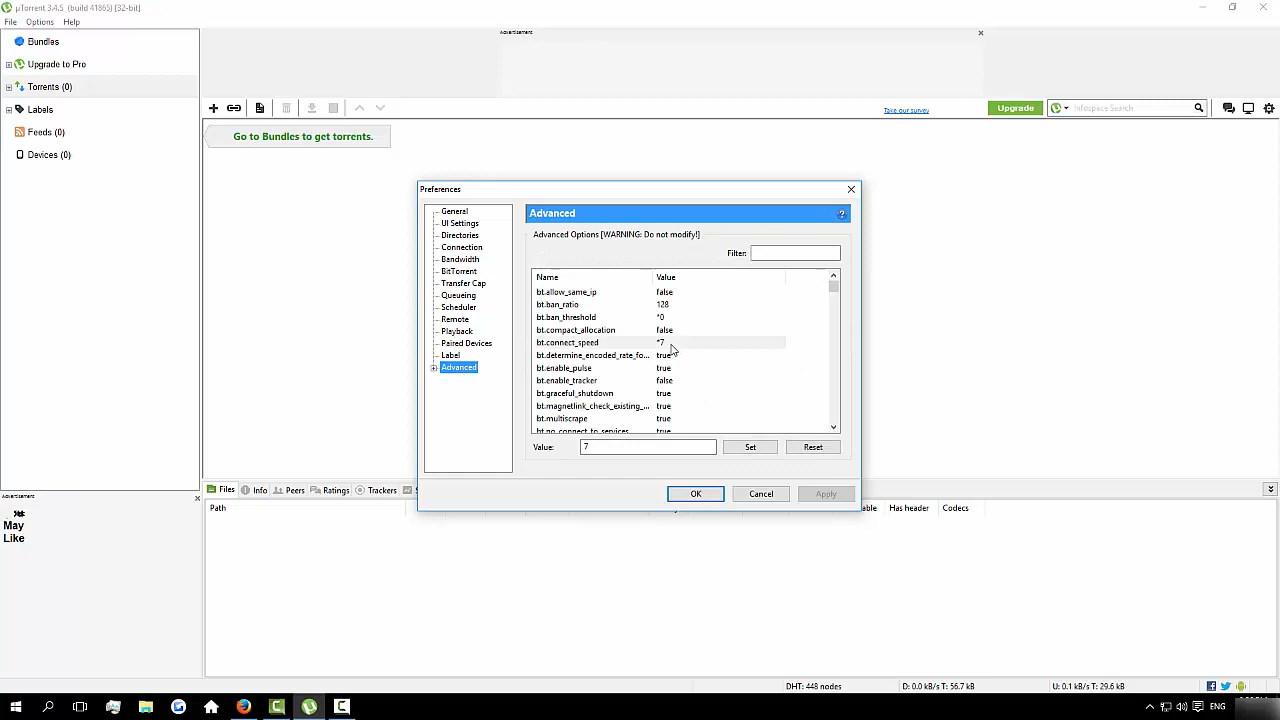 µTorrent 3.4.5 (build 41865) [32-bit]
File Options Help
Bundles
Upgrade to Pro
Torrents (0)
Labels
Feeds (0)
Devices (0)
Advertisement
Take our survey
Upgrade
Infospace Search
Go to Bundles to get torrents.
Preferences
General
UI Settings
Directories
Connection
Bandwidth
BitTorrent
Transfer Cap
Queueing
Scheduler
Remote
Playback
Paired Devices
Label
Advanced
Advanced
Advanced Options [WARNING: Do not modify!]
Filter:
Name Value
bt.allow_same_ip false
bt.ban_ratio 128
bt.ban_threshold *0
bt.compact_allocation false
bt.connect_speed *7
bt.determine_encoded_rate_fo... true
bt.enable_pulse true
bt.enable_tracker false
bt.graceful_shutdown true
bt.magnetlink_check_existing_... true
bt.multiscrape true
bt.no_connect_to_services true
Value: 7 Set Reset
OK Cancel Apply
Advertisement
May
Like
Files Info Peers Ratings Trackers
Path
Has header Codecs
DHT: 448 nodes D: 0.0 kB/s T: 56.7 kB U: 0.1 kB/s T: 29.6 kB
ENG